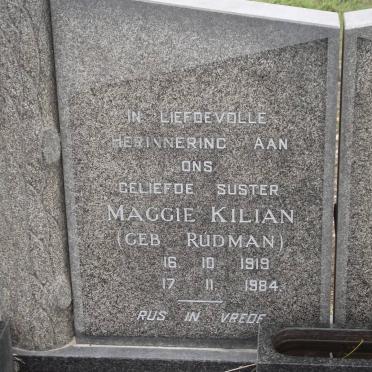 IN LIEFDEVOLLE
HERINNERING AAN
ONS
GELIEFDE SUSTER
MAGGIE KILIAN
(GEB RUDMAN)
16 10 1919
17 11 1984
RUS IN VREDE